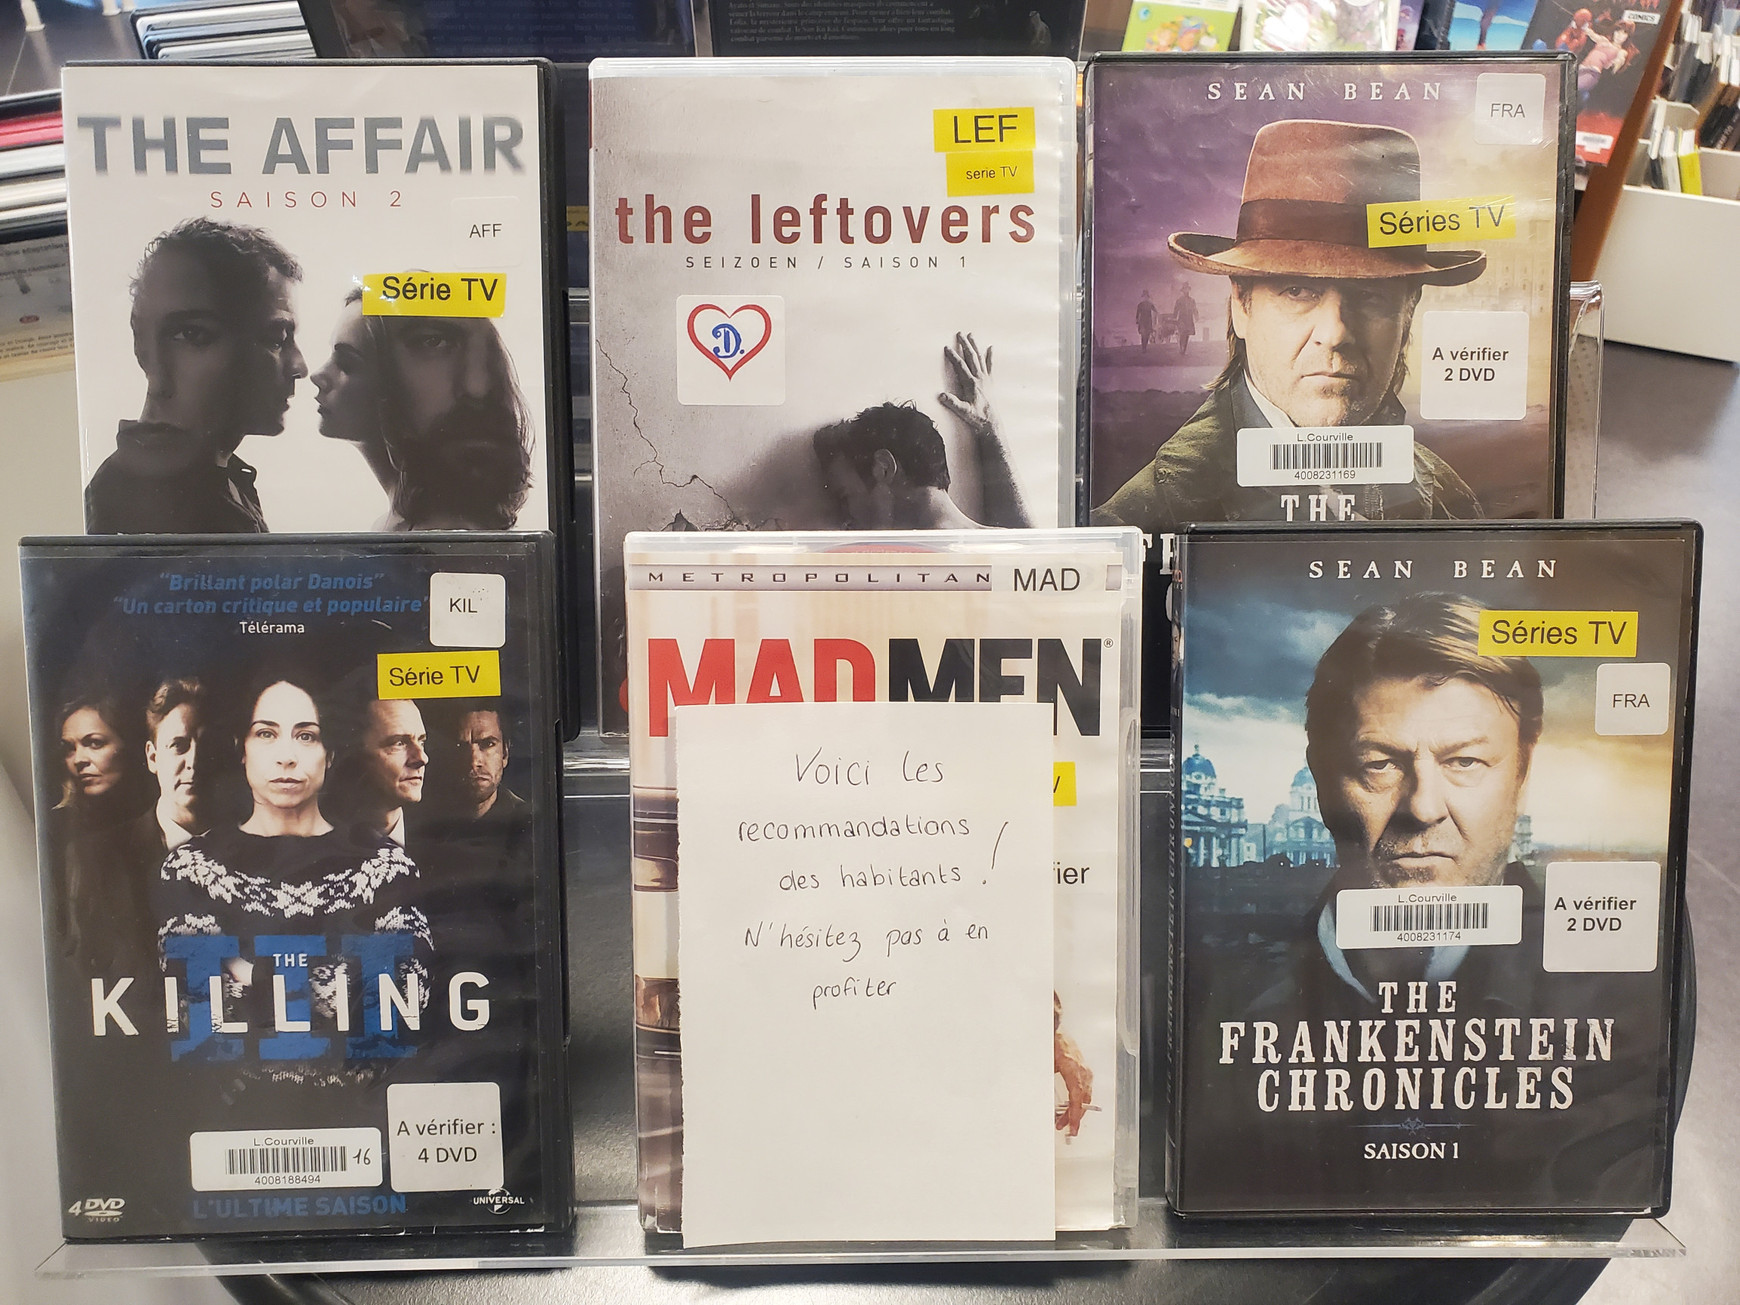 THE AFFAIR
SAISON 2
AFF
Série TV
LEF
serie TV
the leftovers
SEIZOEN / SAISON 1
D.
SEAN BEAN
FRA
Séries TV
A vérifier
2 DVD
L.Courville
4008231169
THE
"Brillant polar Danois"
"Un carton critique et populaire"
Télérama
KIL
Série TV
III
THE
KILLING
A vérifier :
4 DVD
L.Courville
16
4008188494
4 DVD
VIDEO
L'ULTIME SAISON
UNIVERSAL
METROPOLITAN
MAD
MAD MEN®
Voici les
recommandations
des habitants !
N'hésitez pas à en
profiter
SEAN BEAN
Séries TV
FRA
A vérifier
2 DVD
L.Courville
4008231174
THE
FRANKENSTEIN
CHRONICLES
SAISON 1
COMICS